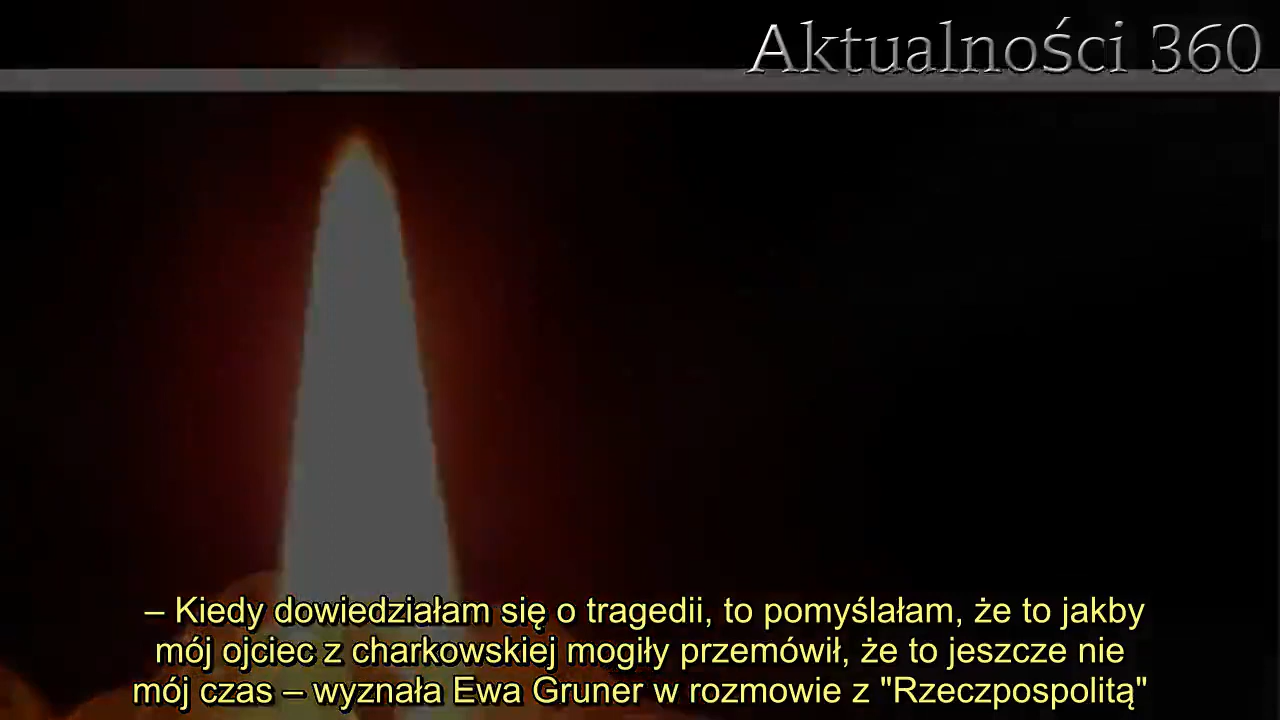 Aktualności 360
– Kiedy dowiedziałam się o tragedii, to pomyślałam, że to jakby
mój ojciec z charkowskiej mogiły przemówił, że to jeszcze nie
mój czas – wyznała Ewa Gruner w rozmowie z "Rzeczpospolitą"